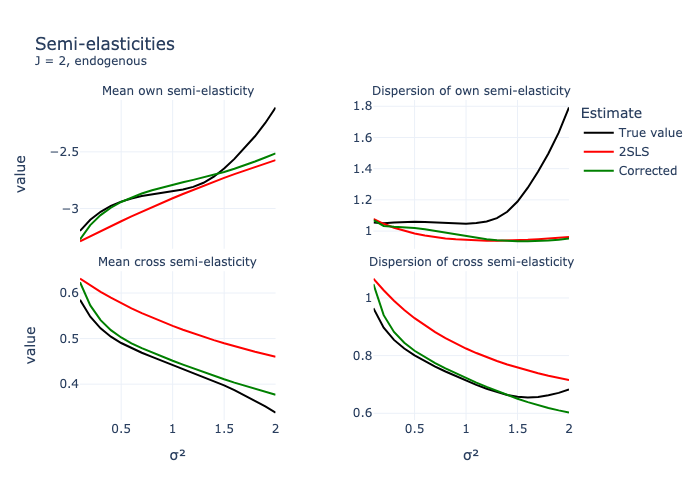 Semi-elasticities
J = 2, endogenous
Mean own semi-elasticity
Dispersion of own semi-elasticity
value
−2.5
−3
1.8
1.6
1.4
1.2
1
Estimate
True value
2SLS
Corrected
Mean cross semi-elasticity
Dispersion of cross semi-elasticity
value
0.6
0.5
0.4
1
0.8
0.6
0.5
1
1.5
2
0.5
1
1.5
2
σ²
σ²